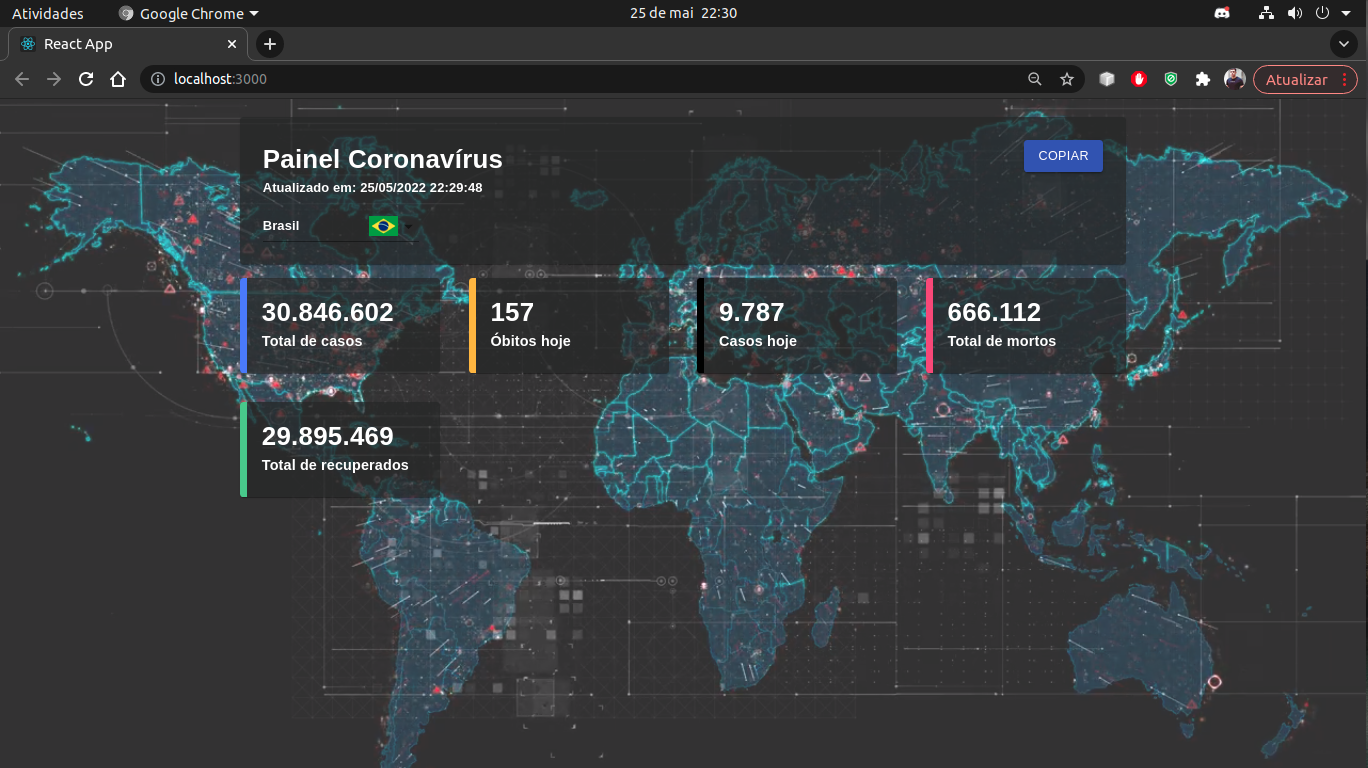 Atividades
Google Chrome
25 de mai 22:30
React App
localhost:3000
Atualizar
Painel Coronavírus
COPIAR
Atualizado em: 25/05/2022 22:29:48
Brasil
30.846.602
Total de casos
157
Óbitos hoje
9.787
Casos hoje
666.112
Total de mortos
29.895.469
Total de recuperados